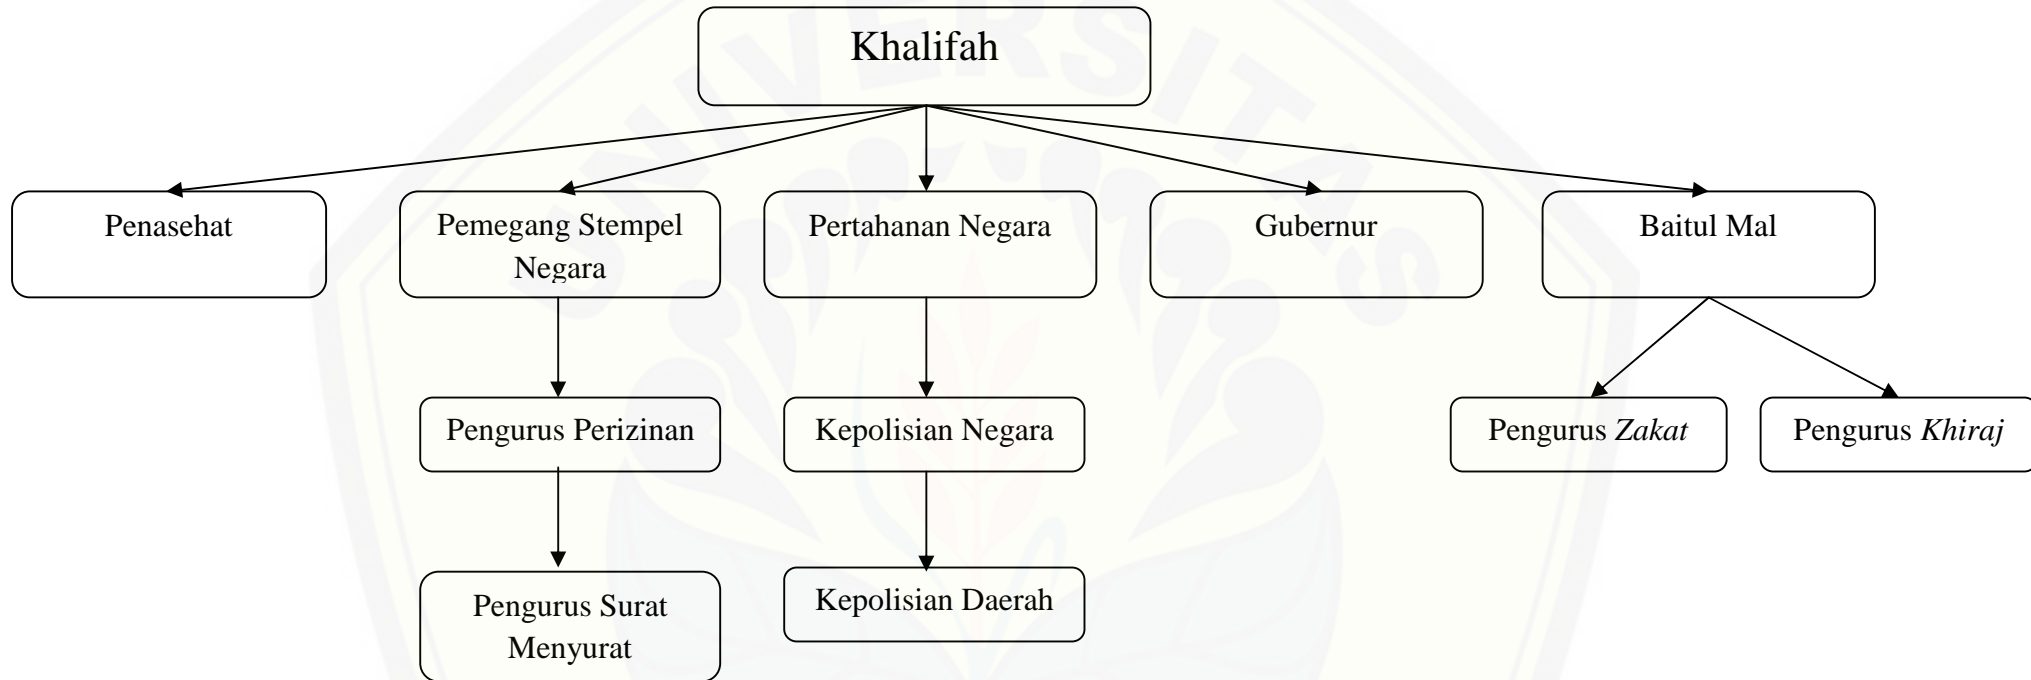 UNIVERSITAS
Khalifah
Penasehat
Pemegang Stempel
Negara
Pertahanan Negara
Gubernur
Baitul Mal
Pengurus Perizinan
Kepolisian Negara
Pengurus Zakat
Pengurus Khiraj
Pengurus Surat
Menyurat
Kepolisian Daerah